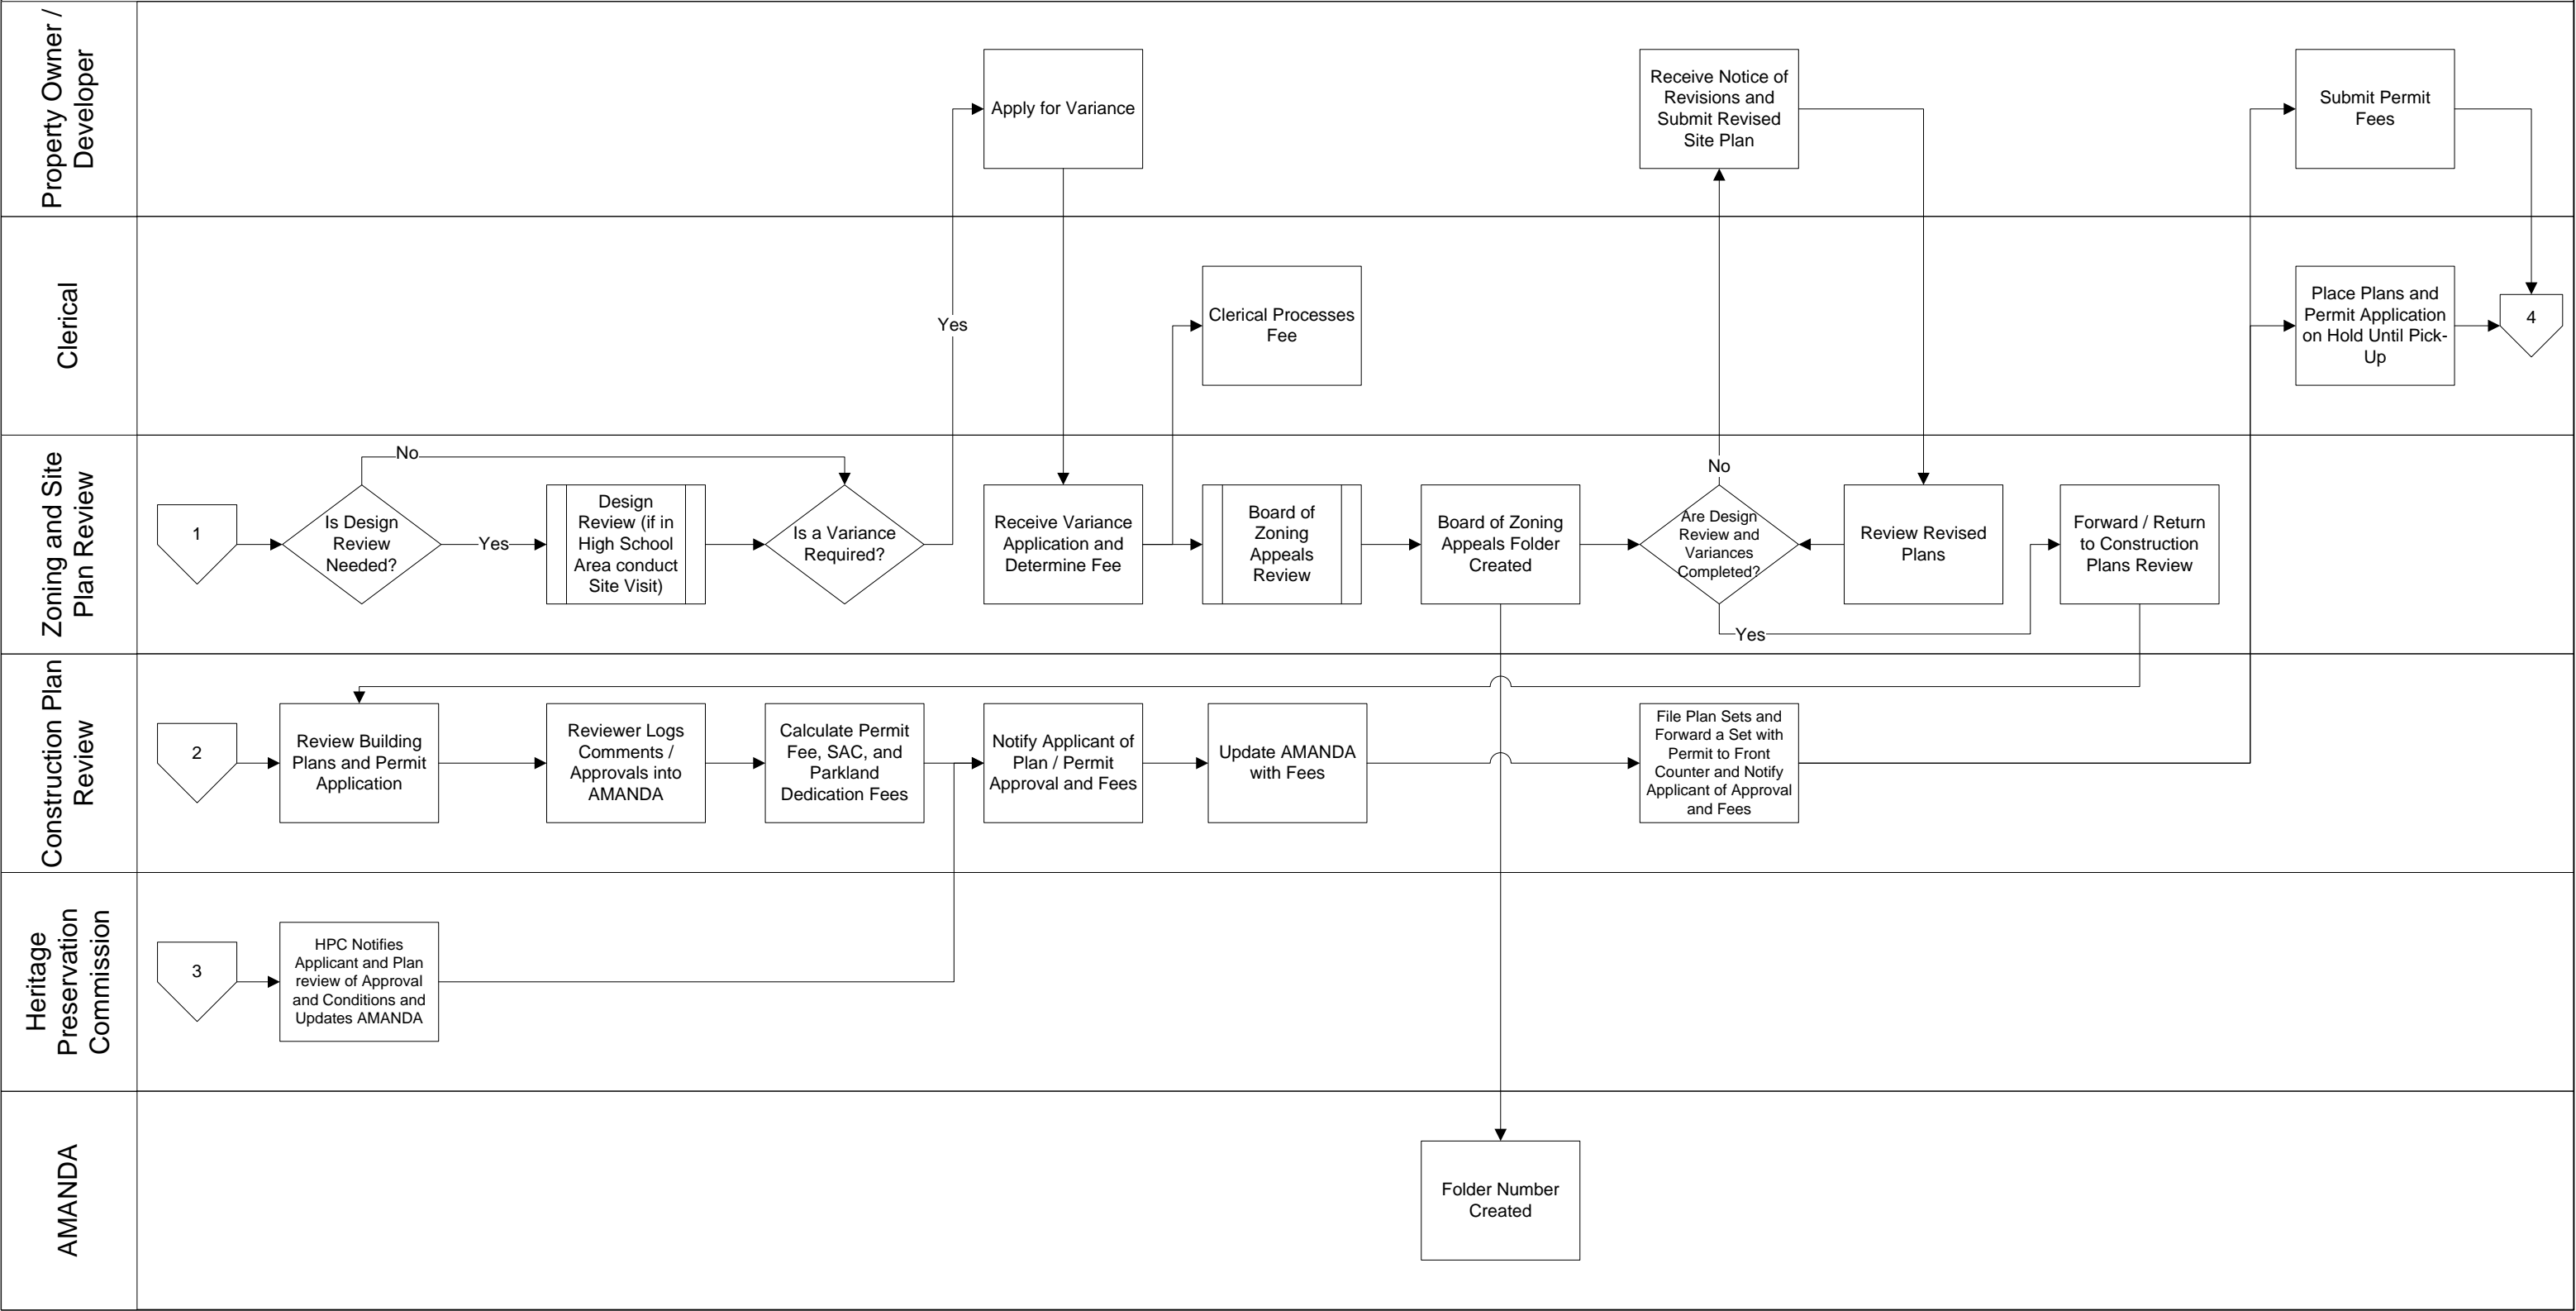 Property Owner /
Developer
Apply for Variance
Receive Notice of
Revisions and
Submit Revised
Site Plan
Submit Permit
Fees
Clerical
Yes
Clerical Processes
Fee
Place Plans and
Permit Application
on Hold Until Pick-
Up
4
Zoning and Site
Plan Review
1
Is Design
Review
Needed?
No
Yes
Design
Review (if in
High School
Area conduct
Site Visit)
Is a Variance
Required?
Receive Variance
Application and
Determine Fee
Board of
Zoning
Appeals
Review
Board of Zoning
Appeals Folder
Created
No
Are Design
Review and
Variances
Completed?
Yes
Review Revised
Plans
Forward / Return
to Construction
Plans Review
Construction Plan
Review
2
Review Building
Plans and Permit
Application
Reviewer Logs
Comments /
Approvals into
AMANDA
Calculate Permit
Fee, SAC, and
Parkland
Dedication Fees
Notify Applicant of
Plan / Permit
Approval and Fees
Update AMANDA
with Fees
File Plan Sets and
Forward a Set with
Permit to Front
Counter and Notify
Applicant of Approval
and Fees
Heritage
Preservation
Commission
3
HPC Notifies
Applicant and Plan
review of Approval
and Conditions and
Updates AMANDA
AMANDA
Folder Number
Created